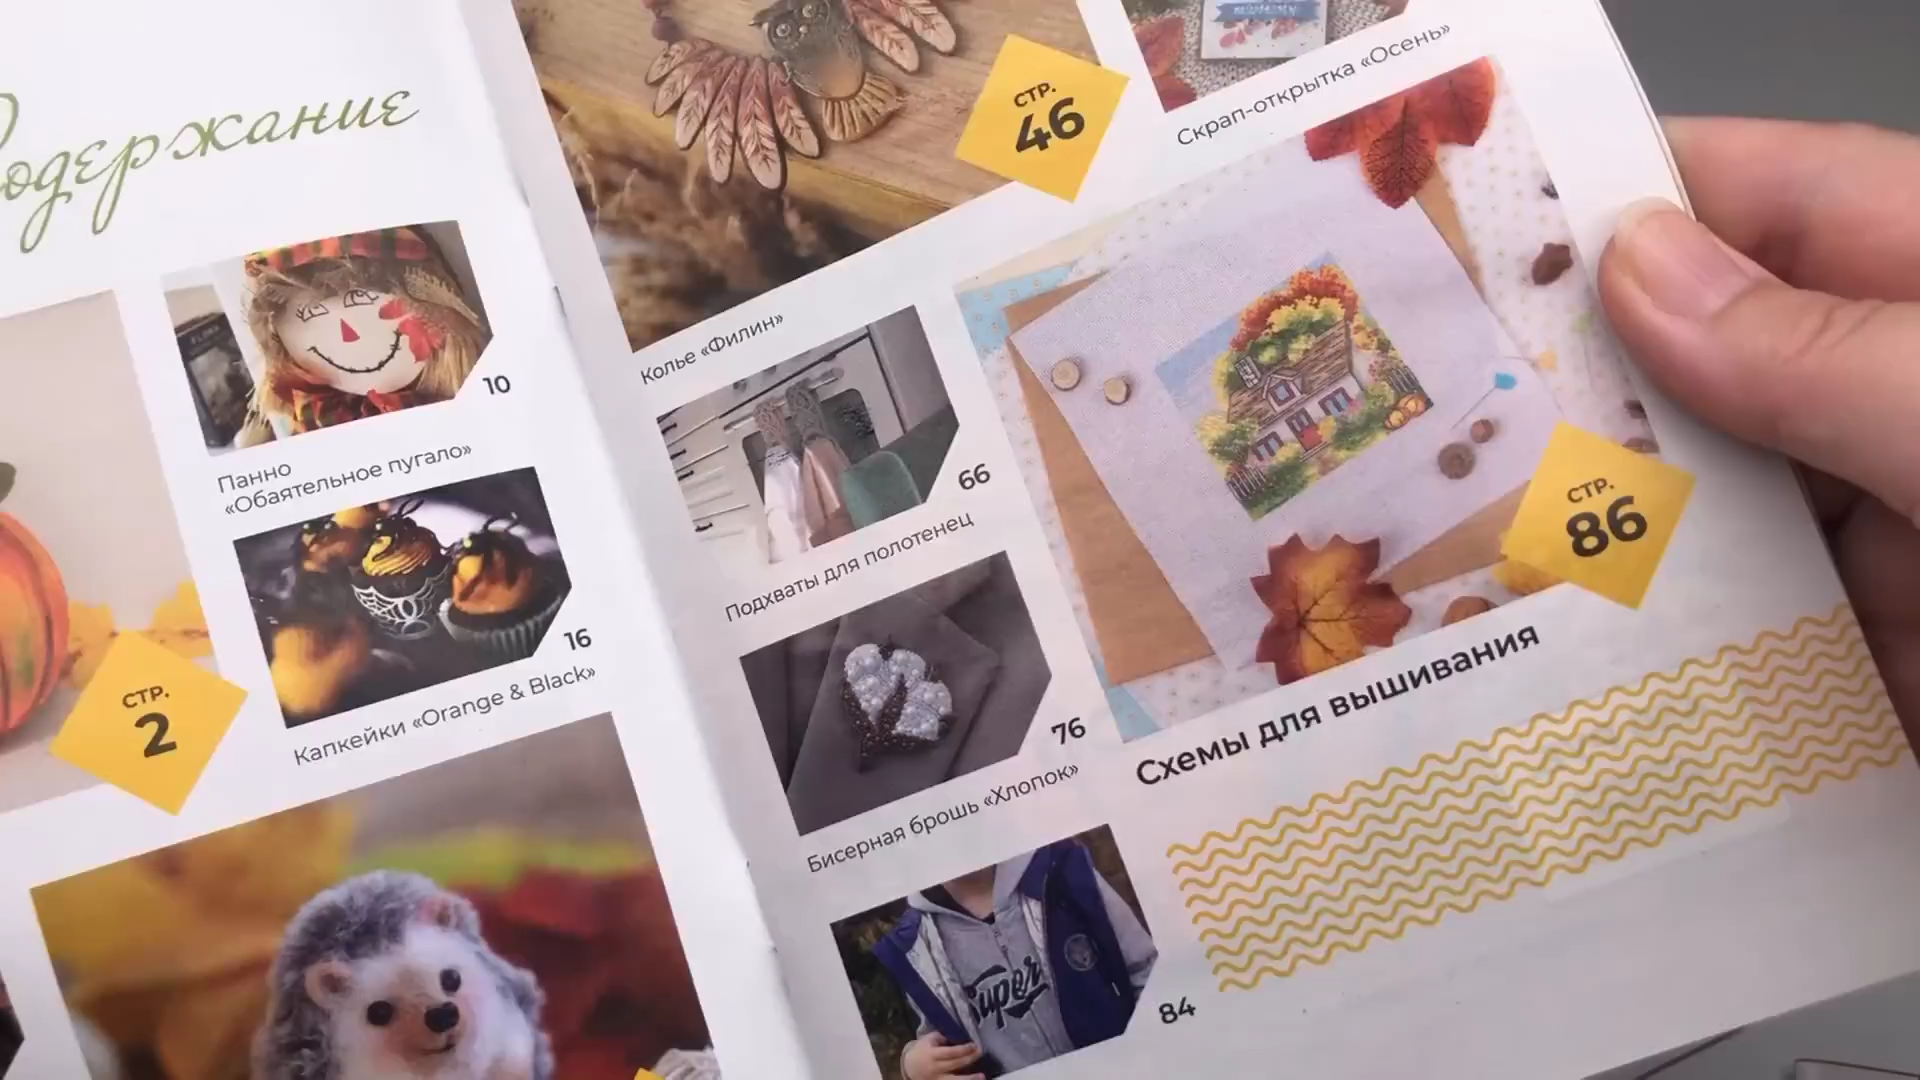 Содержание
10
Панно
«Обаятельное пугало»
СТР.
2
16
Капкейки «Orange & Black»
СТР.
46
Колье «Филин»
Скрап-открытка «Осень»
66
Подхваты для полотенец
76
Бисерная брошь «Хлопок»
СТР.
86
Схемы для вышивания
Super
84